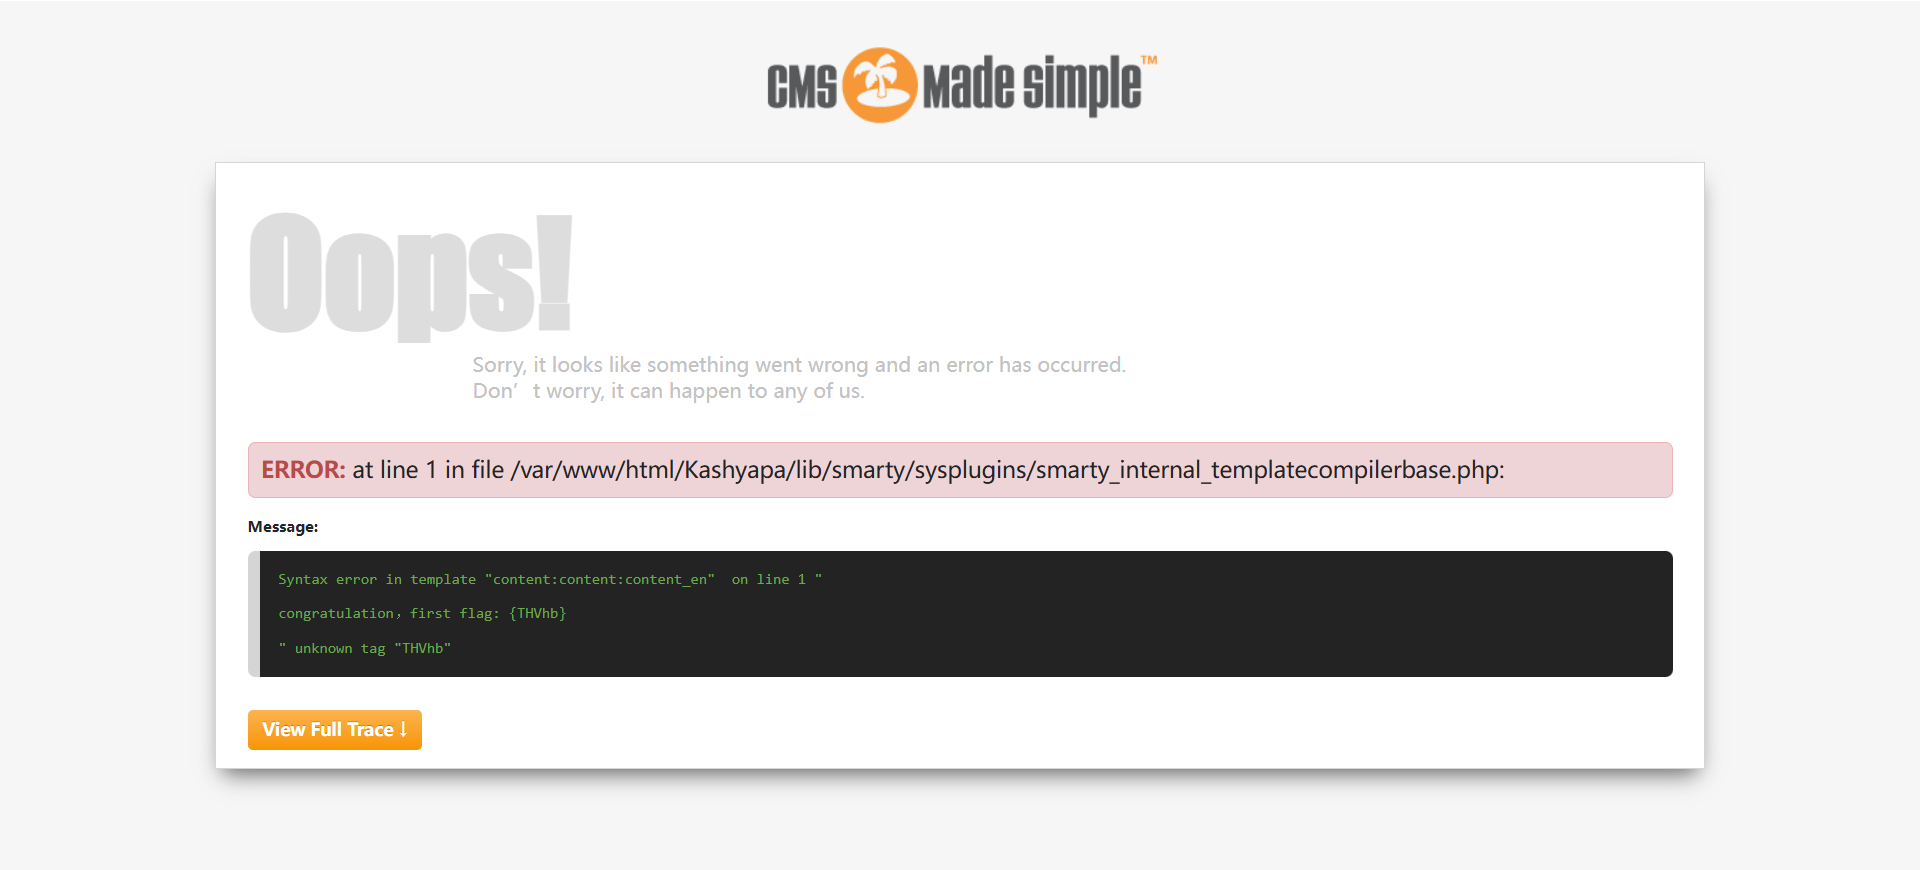 CMS made simple™
Oops!
Sorry, it looks like something went wrong and an error has occurred.
Don’t worry, it can happen to any of us.
ERROR: at line 1 in file /var/www/html/Kashyapa/lib/smarty/sysplugins/smarty_internal_templatecompilerbase.php:
Message:
Syntax error in template "content:content:content_en"  on line 1 "
congratulation，first flag: {THVhb}
" unknown tag "THVhb"
View Full Trace ↓